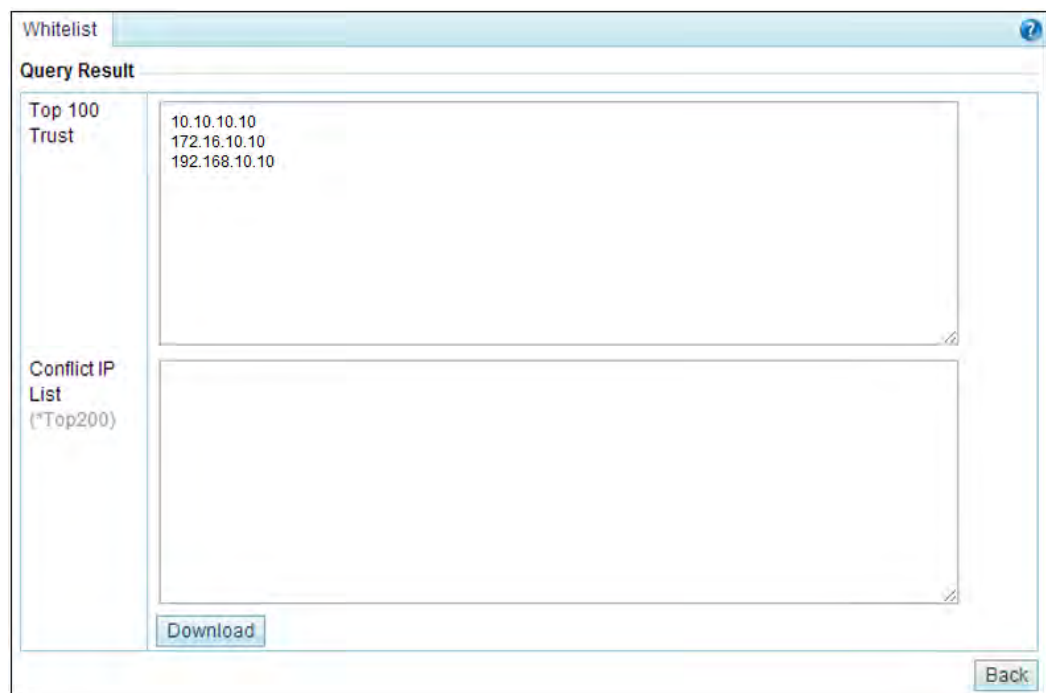 Whitelist
?
Query Result
Top 100
Trust
10.10.10.10
172.16.10.10
192.168.10.10
Conflict IP
List
(*Top200)
Download
Back